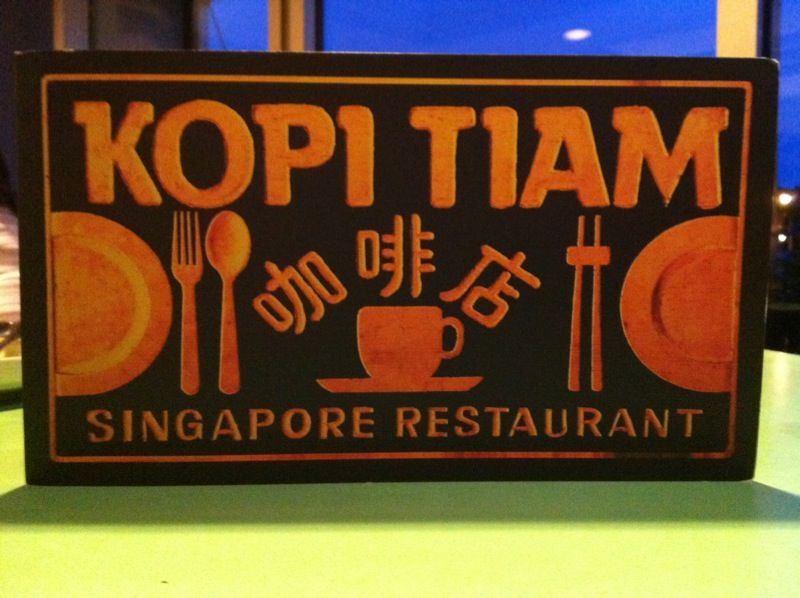 KOPI TIAM
咖啡店
SINGAPORE RESTAURANT